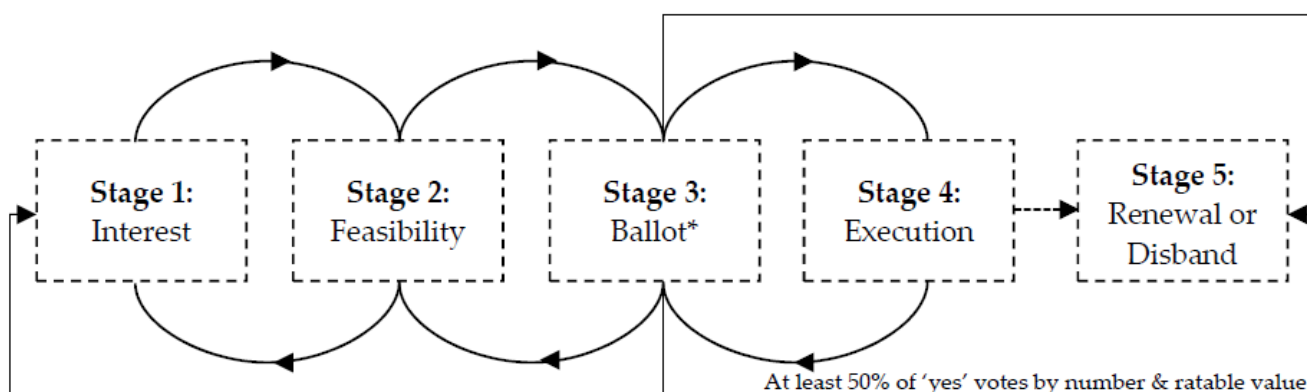 Stage 1:
Interest
Stage 2:
Feasibility
Stage 3:
Ballot*
Stage 4:
Execution
Stage 5:
Renewal or
Disband
At least 50% of ‘yes’ votes by number & ratable value